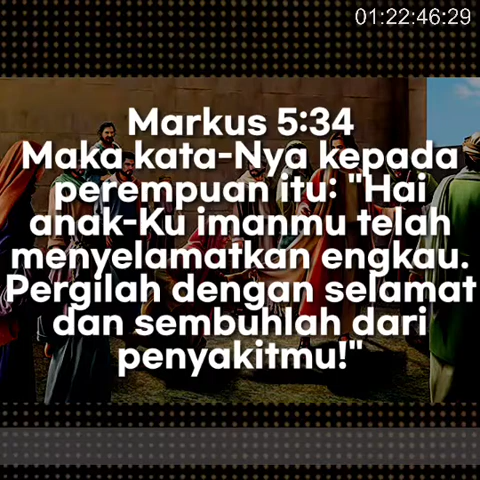 01:22:46:29
Markus 5:34
Maka kata-Nya kepada
perempuan itu: "Hai
anak-Ku imanmu telah
menyelamatkan engkau.
Pergilah dengan selamat
dan sembuhlah dari
penyakitmu!"